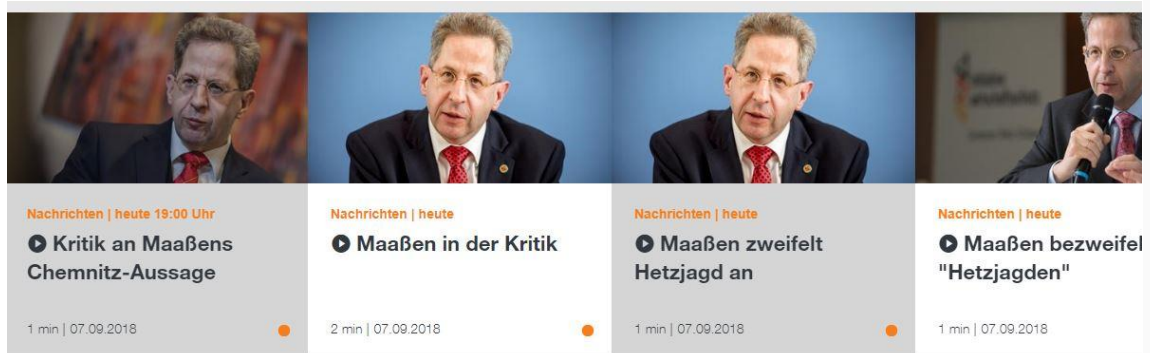 Nachrichten | heute 19:00 Uhr
Kritik an Maaßens
Chemnitz-Aussage
1 min | 07.09.2018
Nachrichten | heute
Maaßen in der Kritik
2 min | 07.09.2018
Nachrichten | heute
Maaßen zweifelt
Hetzjagd an
1 min | 07.09.2018
Nachrichten | heute
Maaßen bezweifel
"Hetzjagden"
1 min | 07.09.2018